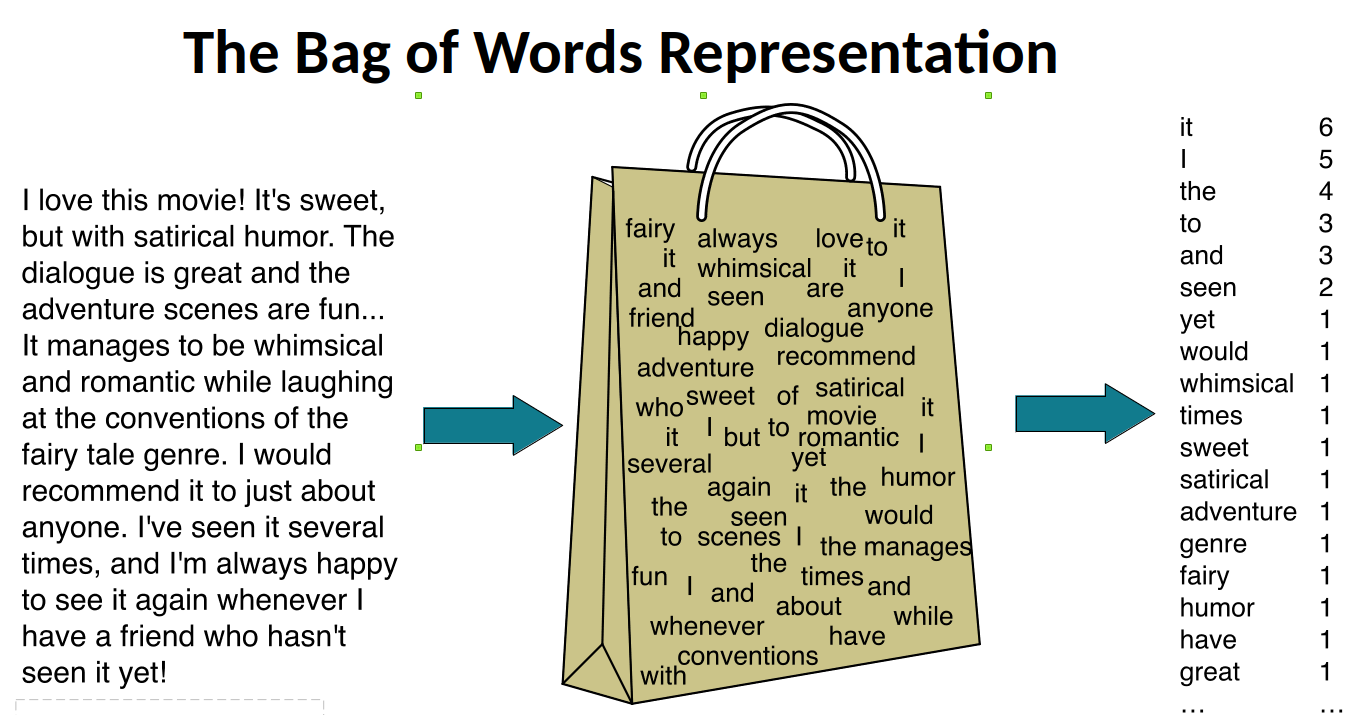 The Bag of Words Representation
I love this movie! It's sweet,
but with satirical humor. The
dialogue is great and the
adventure scenes are fun...
It manages to be whimsical
and romantic while laughing
at the conventions of the
fairy tale genre. I would
recommend it to just about
anyone. I've seen it several
times, and I'm always happy
to see it again whenever I
have a friend who hasn't
seen it yet!
fairy always love to it
it whimsical it I
and seen are anyone
friend happy dialogue
adventure recommend
who sweet of satirical it
it I but to movie romantic I
several yet
again it the humor
the seen would
to scenes I the manages
the
fun I and times and
about while
whenever have
conventions
with
it 6
I 5
the 4
to 3
and 3
seen 2
yet 1
would 1
whimsical 1
times 1
sweet 1
satirical 1
adventure 1
genre 1
fairy 1
humor 1
have 1
great 1
… …